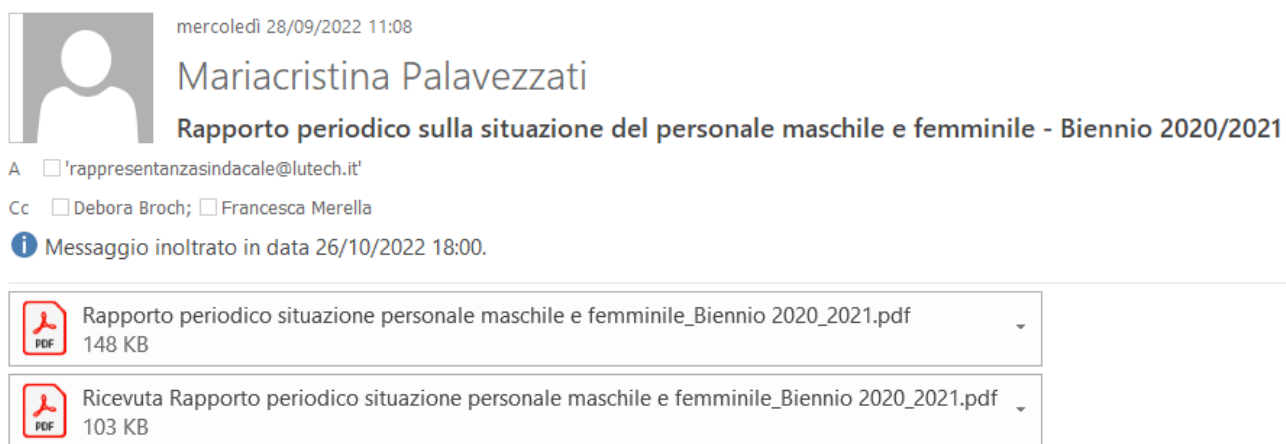 mercoledì 28/09/2022 11:08
Mariacristina Palavezzati
Rapporto periodico sulla situazione del personale maschile e femminile - Biennio 2020/2021
A 'rappresentanzasindacale@lutech.it'
Cc Debora Broch; Francesca Merella
Messaggio inoltrato in data 26/10/2022 18:00.
Rapporto periodico situazione personale maschile e femminile_Biennio 2020_2021.pdf
PDF 148 KB
Ricevuta Rapporto periodico situazione personale maschile e femminile_Biennio 2020_2021.pdf
PDF 103 KB